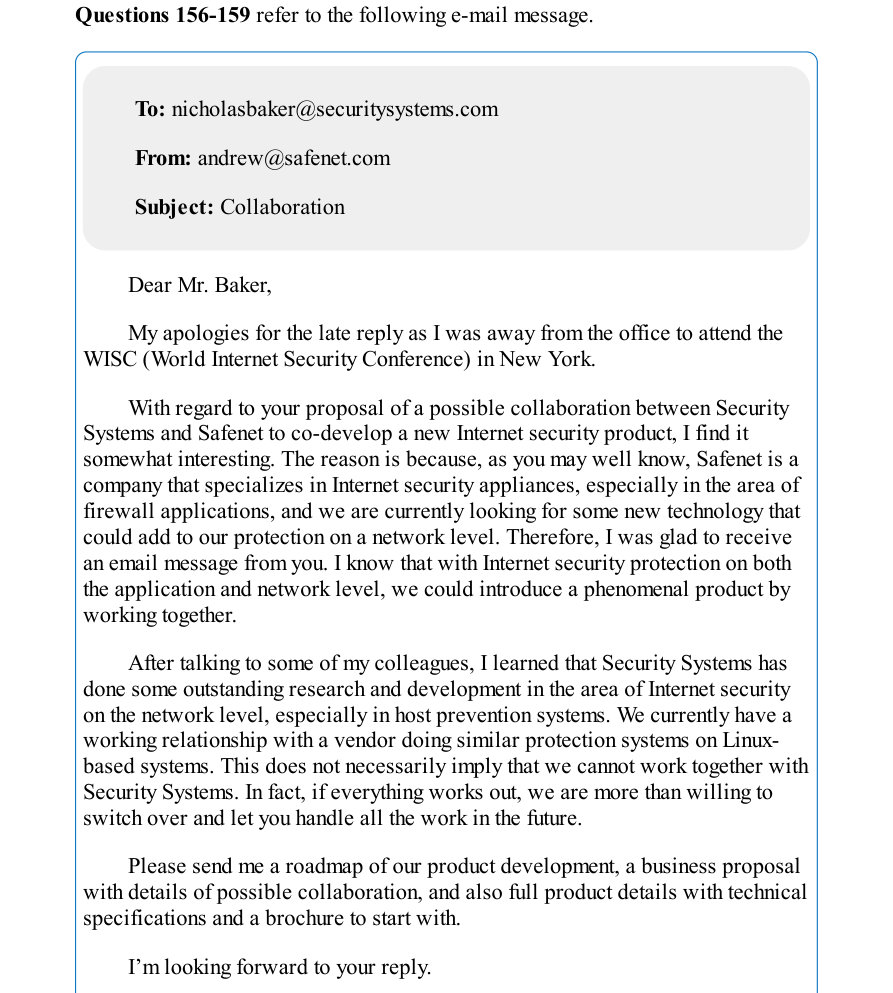 Questions 156-159 refer to the following e-mail message.
To: nicholasbaker@securitysystems.com
From: andrew@safenet.com
Subject: Collaboration
Dear Mr. Baker,
My apologies for the late reply as I was away from the office to attend the
WISC (World Internet Security Conference) in New York.
With regard to your proposal of a possible collaboration between Security
Systems and Safenet to co-develop a new Internet security product, I find it
somewhat interesting. The reason is because, as you may well know, Safenet is a
company that specializes in Internet security appliances, especially in the area of
firewall applications, and we are currently looking for some new technology that
could add to our protection on a network level. Therefore, I was glad to receive
an email message from you. I know that with Internet security protection on both
the application and network level, we could introduce a phenomenal product by
working together.
After talking to some of my colleagues, I learned that Security Systems has
done some outstanding research and development in the area of Internet security
on the network level, especially in host prevention systems. We currently have a
working relationship with a vendor doing similar protection systems on Linux-
based systems. This does not necessarily imply that we cannot work together with
Security Systems. In fact, if everything works out, we are more than willing to
switch over and let you handle all the work in the future.
Please send me a roadmap of our product development, a business proposal
with details of possible collaboration, and also full product details with technical
specifications and a brochure to start with.
I'm looking forward to your reply.